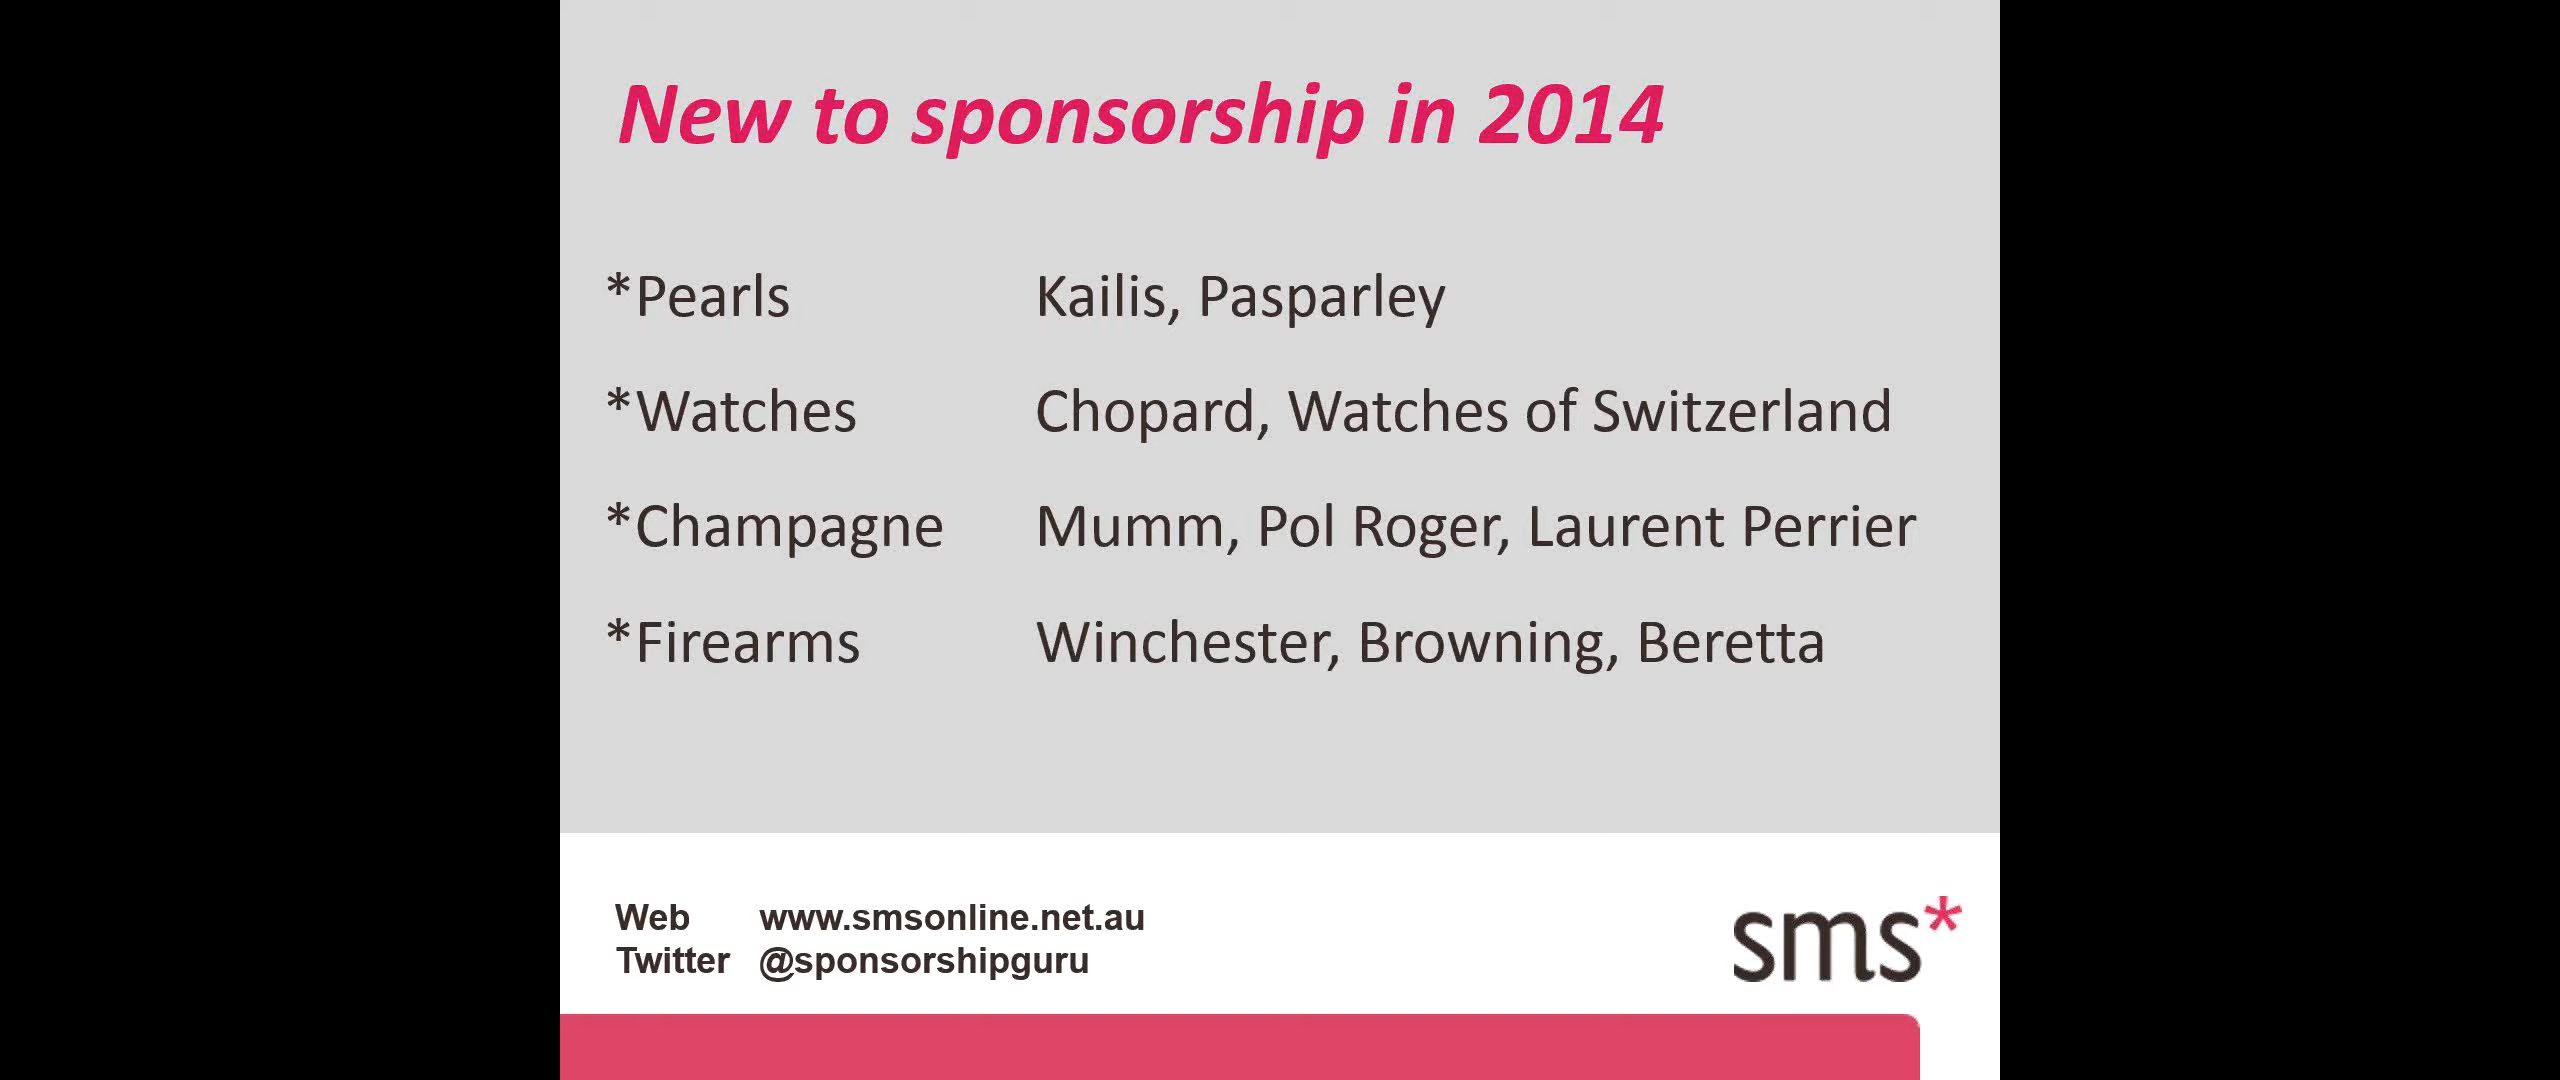 New to sponsorship in 2014
*Pearls Kailis, Pasparley
*Watches Chopard, Watches of Switzerland
*Champagne Mumm, Pol Roger, Laurent Perrier
*Firearms Winchester, Browning, Beretta
Web www.smsonline.net.au
Twitter @sponsorshipguru
sms*